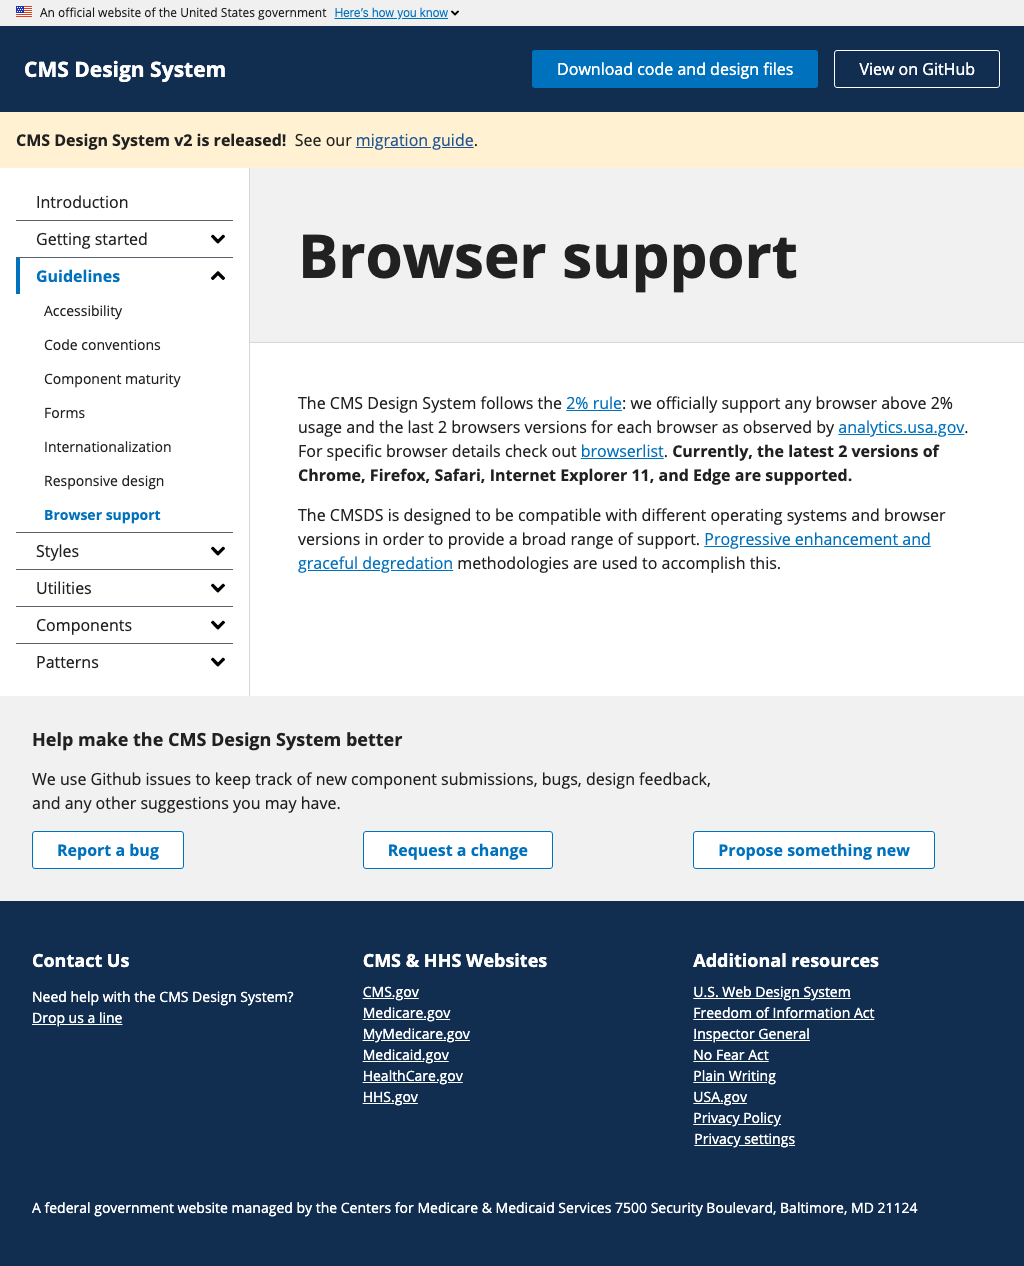 An official website of the United States government Here's how you know
CMS Design System
Download code and design files
View on GitHub
CMS Design System v2 is released! See our migration guide.
Introduction
Getting started
Guidelines
Accessibility
Code conventions
Component maturity
Forms
Internationalization
Responsive design
Browser support
Styles
Utilities
Components
Patterns
Browser support
The CMS Design System follows the 2% rule: we officially support any browser above 2%
usage and the last 2 browsers versions for each browser as observed by analytics.usa.gov.
For specific browser details check out browserlist. Currently, the latest 2 versions of
Chrome, Firefox, Safari, Internet Explorer 11, and Edge are supported.
The CMSDS is designed to be compatible with different operating systems and browser
versions in order to provide a broad range of support. Progressive enhancement and
graceful degredation methodologies are used to accomplish this.
Help make the CMS Design System better
We use Github issues to keep track of new component submissions, bugs, design feedback,
and any other suggestions you may have.
Report a bug
Request a change
Propose something new
Contact Us
Need help with the CMS Design System?
Drop us a line
CMS & HHS Websites
CMS.gov
Medicare.gov
MyMedicare.gov
Medicaid.gov
HealthCare.gov
HHS.gov
Additional resources
U.S. Web Design System
Freedom of Information Act
Inspector General
No Fear Act
Plain Writing
USA.gov
Privacy Policy
Privacy settings
A federal government website managed by the Centers for Medicare & Medicaid Services 7500 Security Boulevard, Baltimore, MD 21124